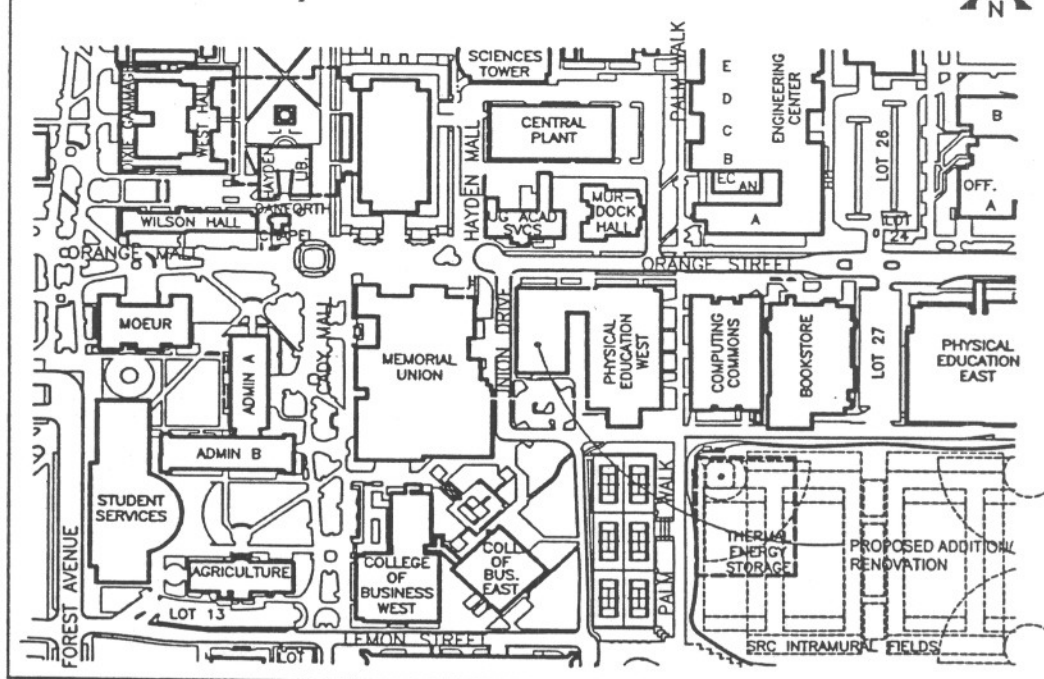 N
SCIENCES
TOWER
PALM WALK
E
D
C
B
ENGINEERING
CENTER
EC
AN
A
LOT 26
B
OFF.
A
LOT
24
DIXIE GAMMAGE
WEST HALL
HAYDEN
LIB.
CENTRAL
PLANT
HAYDEN MALL
WILSON HALL
DANFORTH
CHAPEL
UG ACAD
SVCS
MUR-
DOCK
HALL
ORANGE MALL
ORANGE STREET
MOEUR
ADMIN A
CADY MALL
MEMORIAL
UNION
UNION DRIVE
PHYSICAL
EDUCATION
WEST
COMPUTING
COMMONS
BOOKSTORE
LOT 27
PHYSICAL
EDUCATION
EAST
ADMIN B
STUDENT
SERVICES
AGRICULTURE
COLLEGE
OF
BUSINESS
WEST
COLL
OF
BUS.
EAST
PALM WALK
THERMAL
ENERGY
STORAGE
PROPOSED ADDITION/
RENOVATION
FOREST AVENUE
LOT 13
LEMON STREET
LOT
SRC INTRAMURAL FIELDS